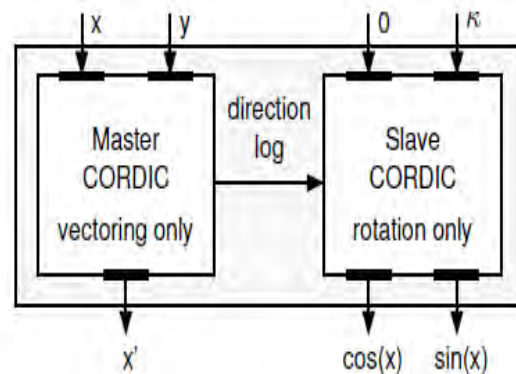 x y 0 κ
Master
CORDIC
vectoring only
direction
log
Slave
CORDIC
rotation only
x' cos(x) sin(x)